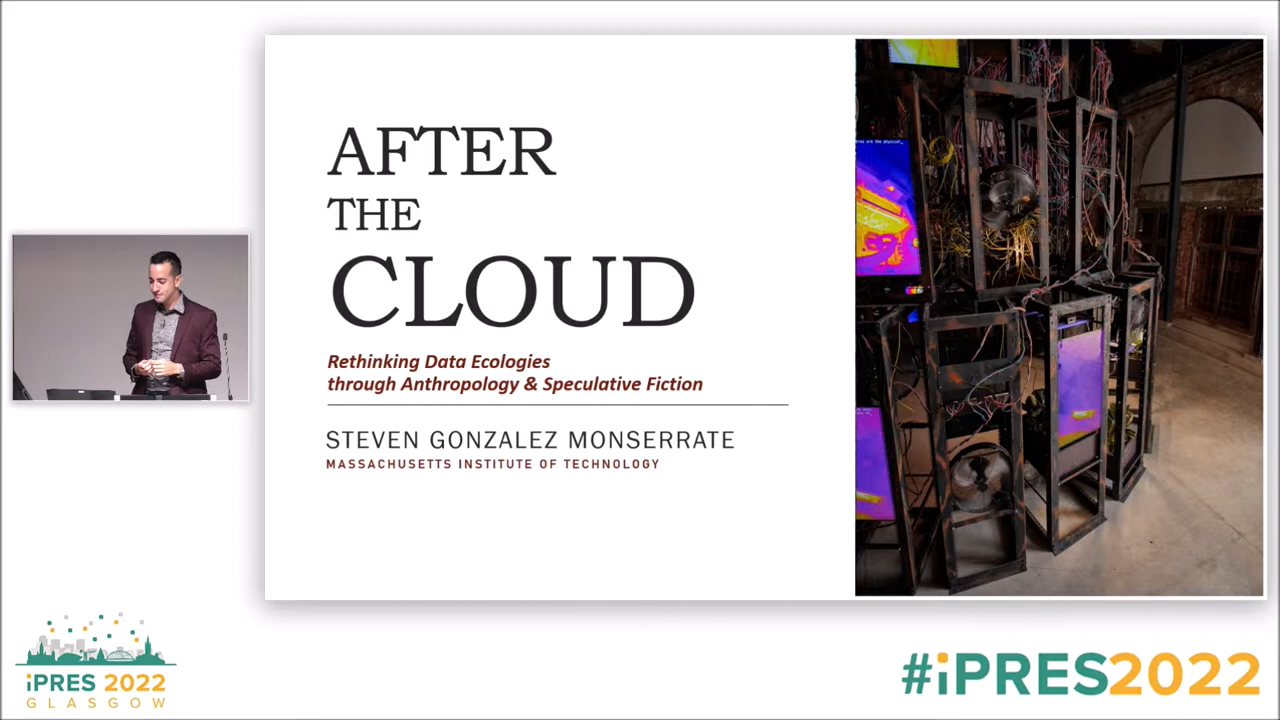 AFTER
THE
CLOUD
Rethinking Data Ecologies
through Anthropology & Speculative Fiction
STEVEN GONZALEZ MONSERRATE
MASSACHUSETTS INSTITUTE OF TECHNOLOGY
iPRES 2022
GLASGOW
#iPRES2022